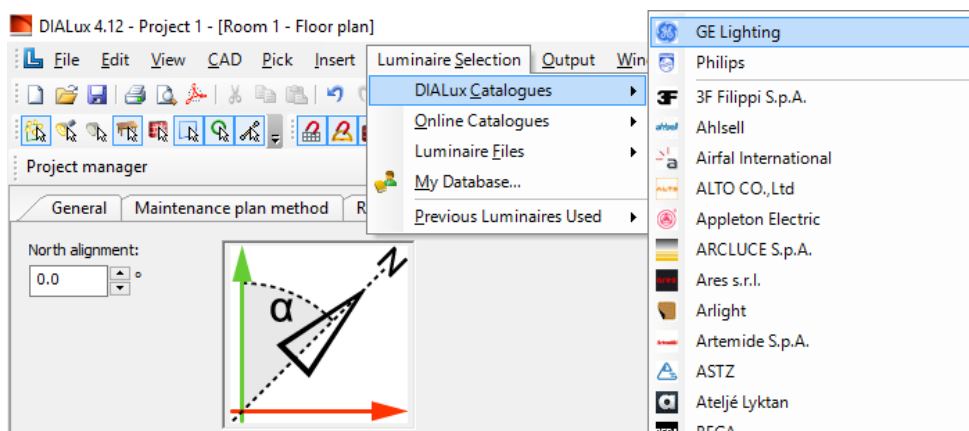 DIALux 4.12 - Project 1 - [Room 1 - Floor plan]
File Edit View CAD Pick Insert Luminaire Selection Output
DIALux Catalogues
Online Catalogues
Luminaire Files
My Database...
Previous Luminaires Used
GE Lighting
Philips
3F Filippi S.p.A.
Ahlsell
Airfal International
ALTO CO.,Ltd
Appleton Electric
ARCLUCE S.p.A.
Ares s.r.l.
Arlight
Artemide S.p.A.
ASTZ
Ateljé Lyktan
Project manager
General Maintenance plan method R
North alignment:
0.0 °
N
α